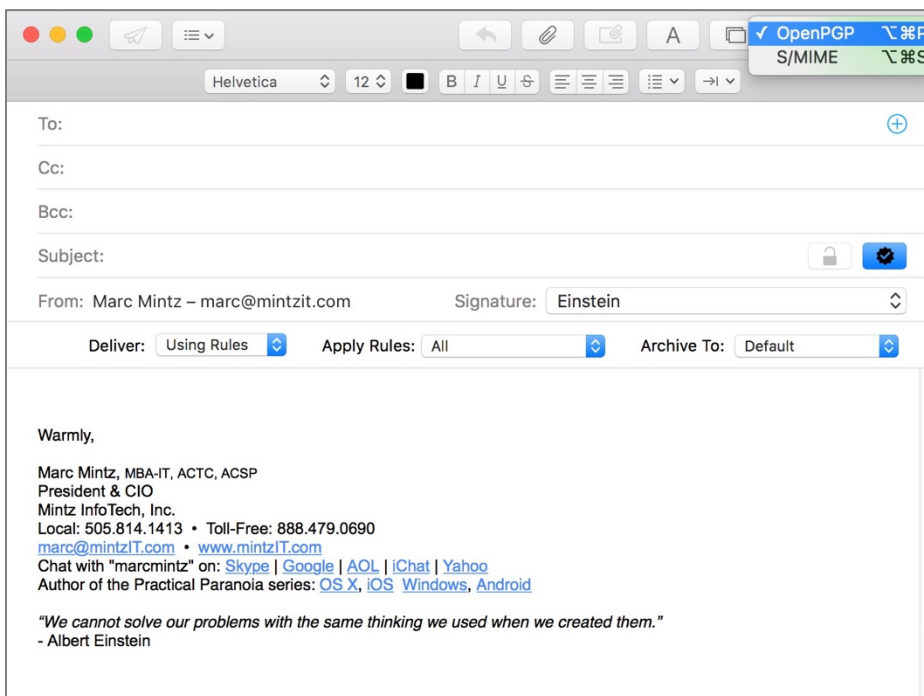 ✓ OpenPGP ⌥⌘P
S/MIME ⌥⌘S
Helvetica 12 B I U S
To:
Cc:
Bcc:
Subject:
From: Marc Mintz – marc@mintzit.com Signature: Einstein
Deliver: Using Rules Apply Rules: All Archive To: Default
Warmly,
Marc Mintz, MBA-IT, ACTC, ACSP
President & CIO
Mintz InfoTech, Inc.
Local: 505.814.1413 • Toll-Free: 888.479.0690
marc@mintzIT.com • www.mintzIT.com
Chat with "marcmintz" on: Skype | Google | AOL | iChat | Yahoo
Author of the Practical Paranoia series: OS X, iOS Windows, Android
“We cannot solve our problems with the same thinking we used when we created them.”
- Albert Einstein